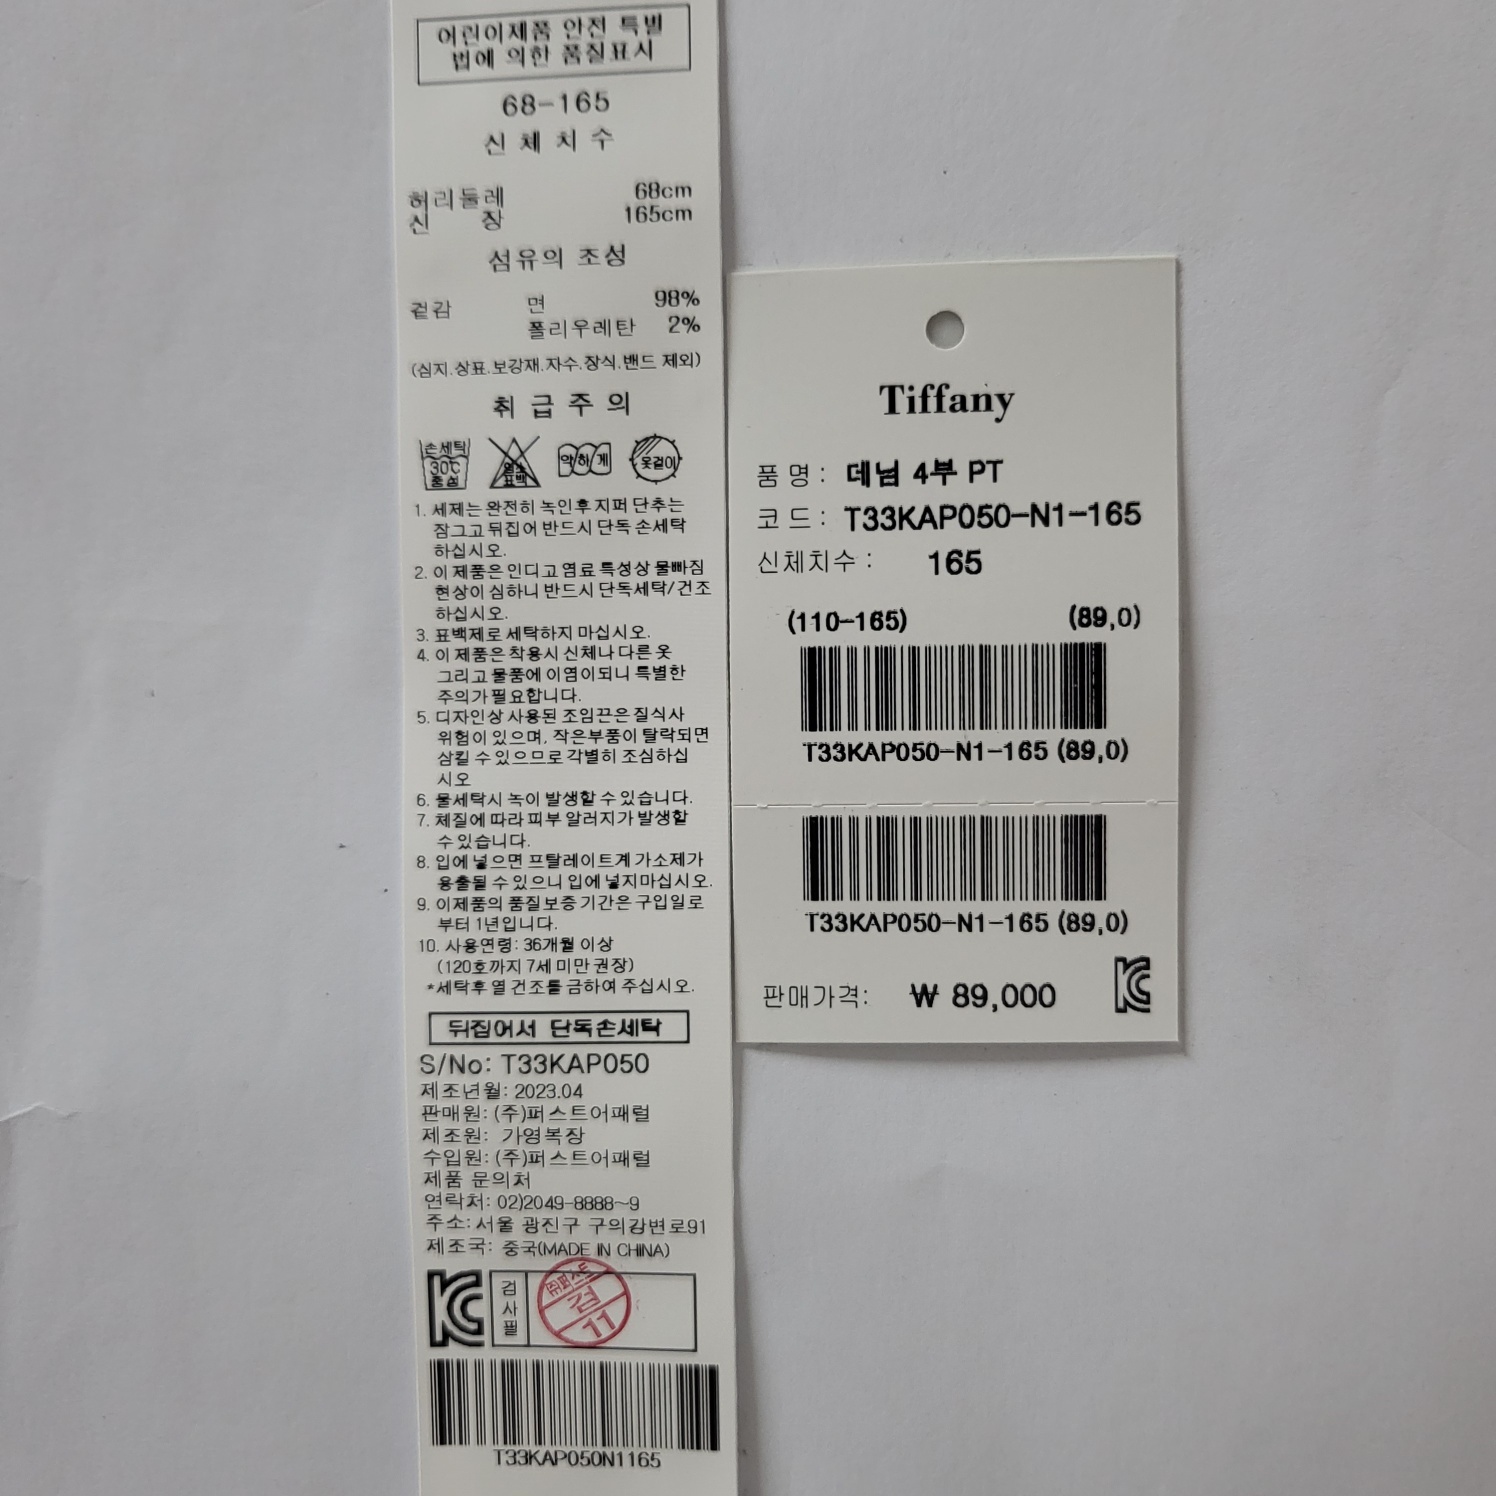 어린이제품 안전 특별
법에 의한 품질표시
68-165
신체치수
허리둘레 68cm
신 장 165cm
섬유의 조성
겉감 면 98%
폴리우레탄 2%
(심지.상표.보강재.자수.장식.밴드 제외)
취급주의
손세탁
30℃
중성
염소
표백
약하게
옷걸이
1. 세제는 완전히 녹인후 지퍼 단추는
잠그고 뒤집어 반드시 단독 손세탁
하십시오.
2. 이 제품은 인디고 염료 특성상 물빠짐
현상이 심하니 반드시 단독세탁/건조
하십시오.
3. 표백제로 세탁하지 마십시오.
4. 이 제품은 착용시 신체나 다른 옷
그리고 물품에 이염이되니 특별한
주의가 필요합니다.
5. 디자인상 사용된 조임끈은 질식사
위험이 있으며, 작은부품이 탈락되면
삼킬 수 있으므로 각별히 조심하십
시오
6. 물세탁시 녹이 발생할 수 있습니다.
7. 체질에 따라 피부 알러지가 발생할
수 있습니다.
8. 입에 넣으면 프탈레이트계 가소제가
용출될 수 있으니 입에 넣지마십시오.
9. 이제품의 품질보증 기간은 구입일로
부터 1년입니다.
10. 사용연령: 36개월 이상
(120호까지 7세 미만 권장)
*세탁후 열 건조를 금하여 주십시오.
뒤집어서 단독손세탁
S/No: T33KAP050
제조년월: 2023.04
판매원: (주)퍼스트어패럴
제조원: 가영복장
수입원: (주)퍼스트어패럴
제품 문의처
연락처: 02)2049-8888~9
주소: 서울 광진구 구의강변로91
제조국: 중국(MADE IN CHINA)
KC
검사필
㈜퍼스트
검
11
T33KAP050N1165
Tiffany
품 명 : 데님 4부 PT
코 드 : T33KAP050-N1-165
신체치수 : 165
(110-165) (89,0)
T33KAP050-N1-165 (89,0)
T33KAP050-N1-165 (89,0)
판매가격: ₩ 89,000
KC